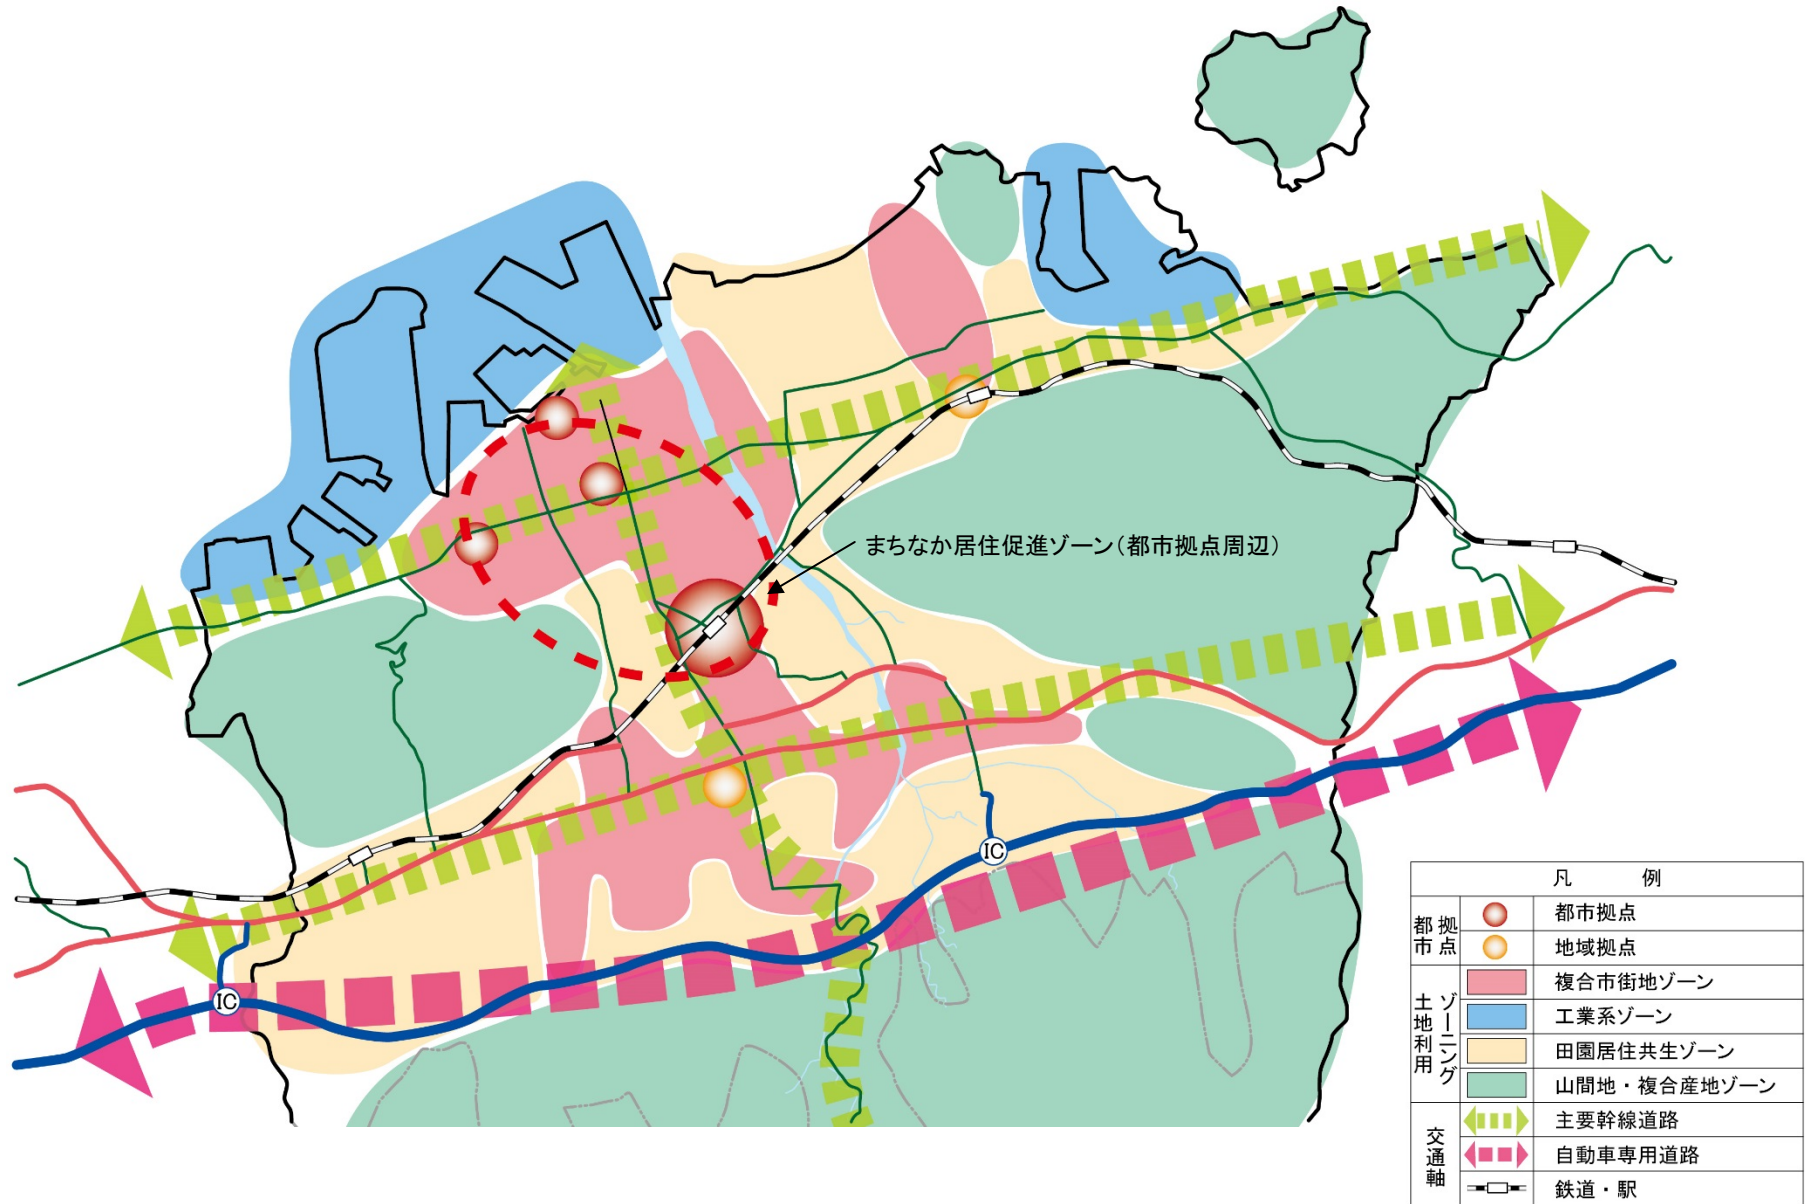 まちなか居住促進ゾーン（都市拠点周辺）
IC
IC
凡　例
都市拠点
都市拠点
地域拠点
土地利用ゾーニング
複合市街地ゾーン
工業系ゾーン
田園居住共生ゾーン
山間地・複合産地ゾーン
交通軸
主要幹線道路
自動車専用道路
鉄道・駅